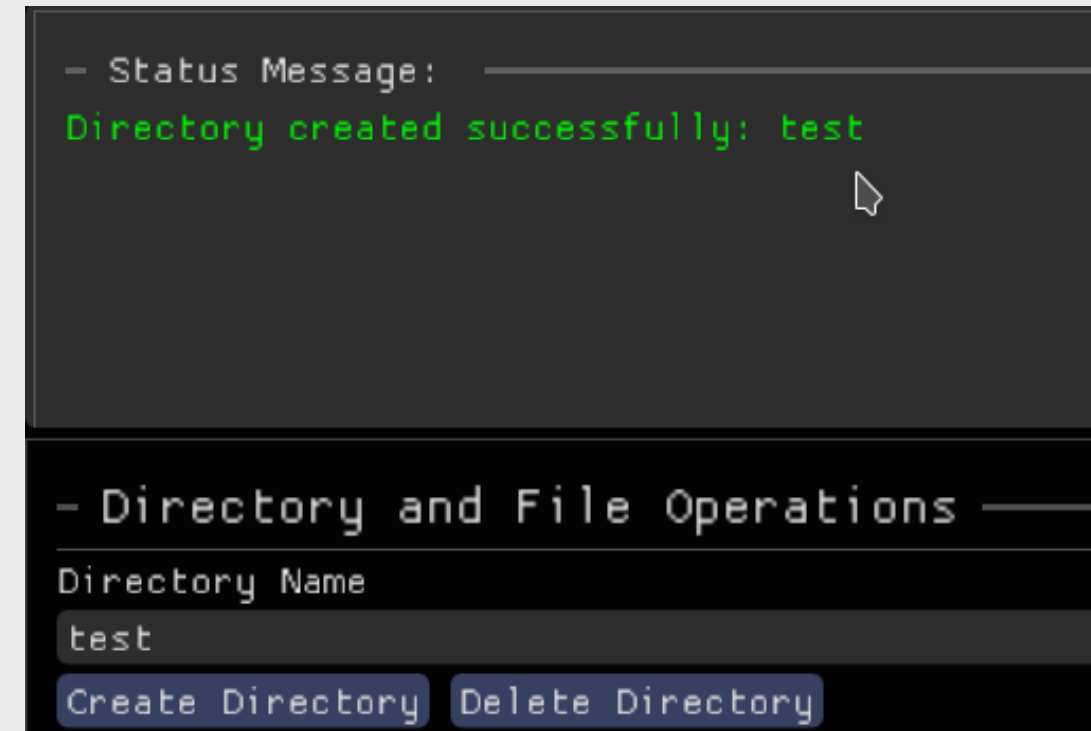 Status Message:
Directory created successfully: test
Directory and File Operations
Directory Name
test
Create Directory Delete Directory